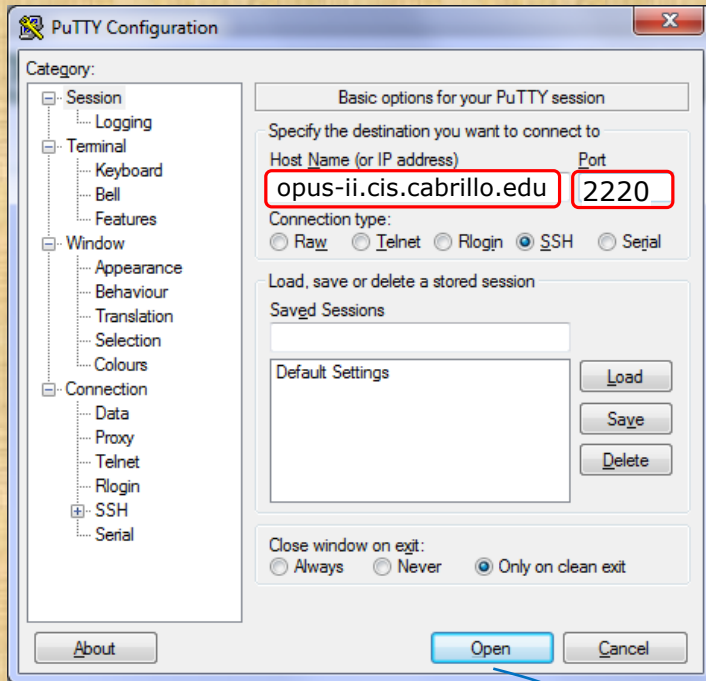 PuTTY Configuration
X
Category:
Session
Logging
Terminal
Keyboard
Bell
Features
Window
Appearance
Behaviour
Translation
Selection
Colours
Connection
Data
Proxy
Telnet
Rlogin
SSH
Serial
Basic options for your PuTTY session
Specify the destination you want to connect to
Host Name (or IP address) Port
opus-ii.cis.cabrillo.edu 2220
Connection type:
Raw Telnet Rlogin SSH Serial
Load, save or delete a stored session
Saved Sessions
Default Settings
Load
Save
Delete
Close window on exit:
Always Never Only on clean exit
About Open Cancel